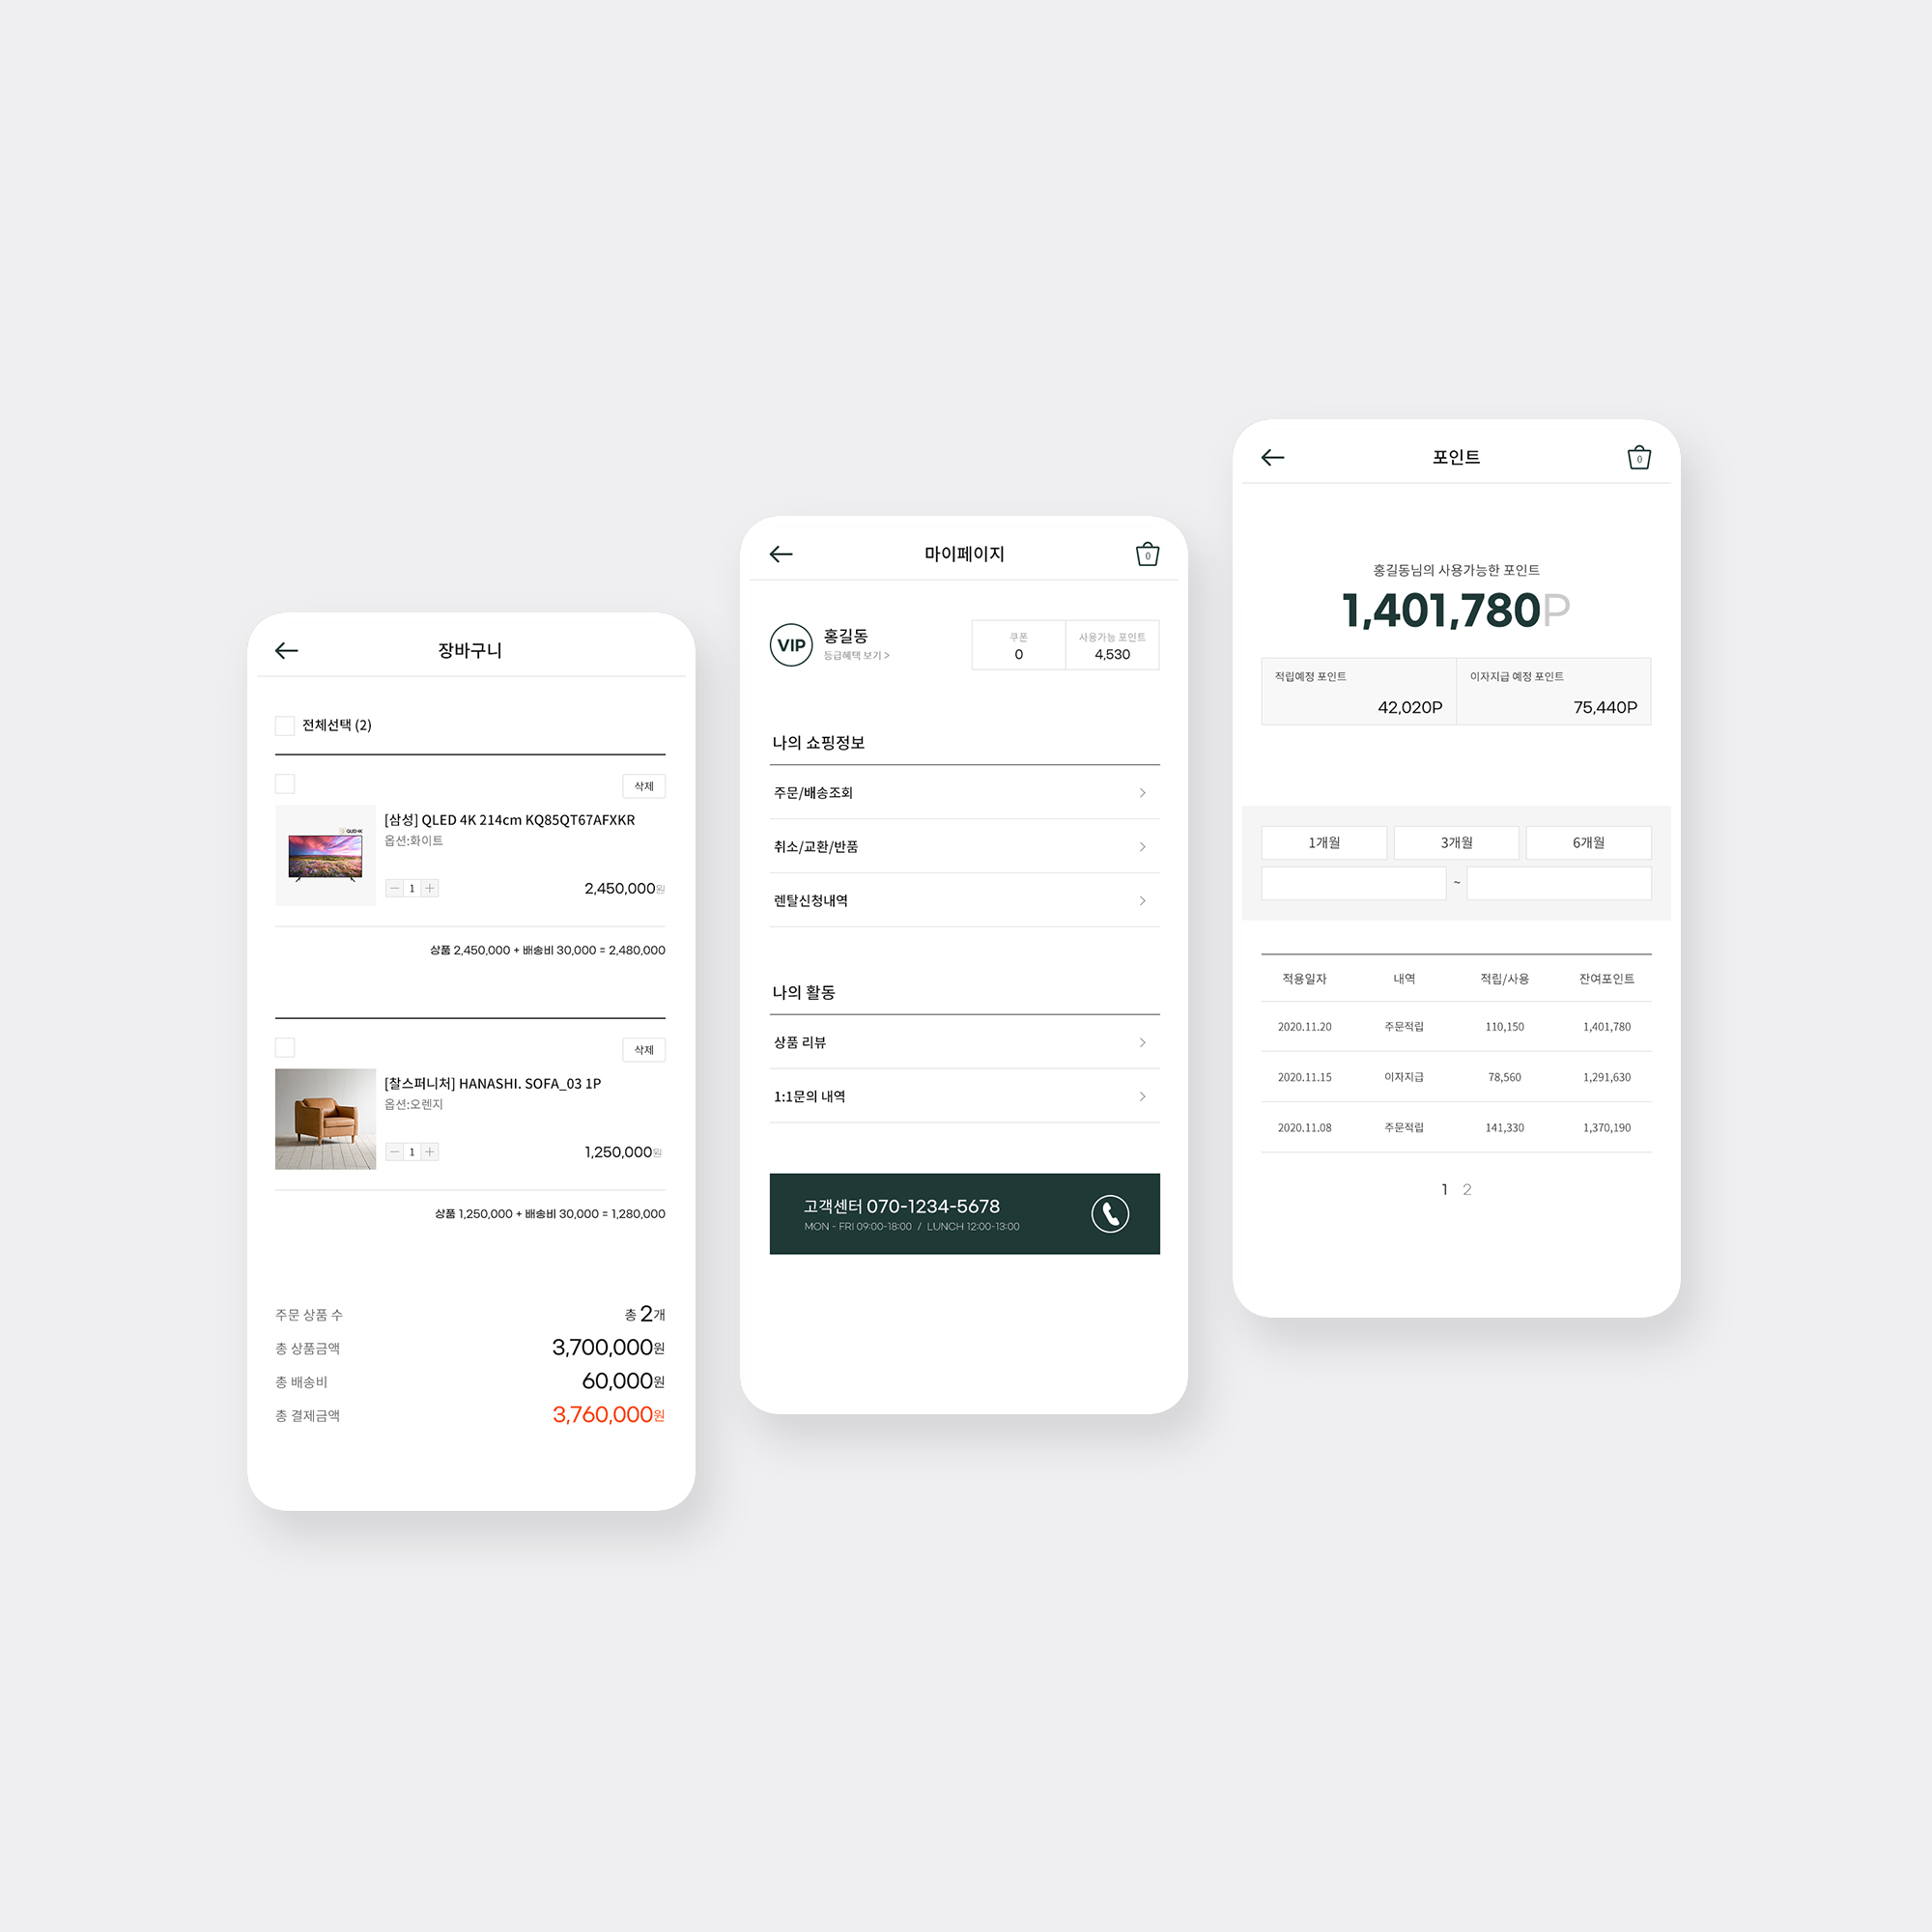 장바구니
전체선택 (2)
삭제
QLED 4K
[삼성] QLED 4K 214cm KQ85QT67AFXKR
옵션:화이트
— 1 + 2,450,000원
상품 2,450,000 + 배송비 30,000 = 2,480,000
삭제
[찰스퍼니처] HANASHI. SOFA_03 1P
옵션:오렌지
— 1 + 1,250,000원
상품 1,250,000 + 배송비 30,000 = 1,280,000
주문 상품 수 총 2개
총 상품금액 3,700,000원
총 배송비 60,000원
총 결제금액 3,760,000원
마이페이지 0
VIP 홍길동
등급혜택 보기 >
쿠폰 사용가능 포인트
0 4,530
나의 쇼핑정보
주문/배송조회
취소/교환/반품
렌탈신청내역
나의 활동
상품 리뷰
1:1문의 내역
고객센터 070-1234-5678
MON - FRI 09:00-18:00 / LUNCH 12:00-13:00
포인트 0
홍길동님의 사용가능한 포인트
1,401,780P
적립예정 포인트 이자지급 예정 포인트
42,020P 75,440P
1개월 3개월 6개월
~
적용일자 내역 적립/사용 잔여포인트
2020.11.20 주문적립 110,150 1,401,780
2020.11.15 이자지급 78,560 1,291,630
2020.11.08 주문적립 141,330 1,370,190
1 2